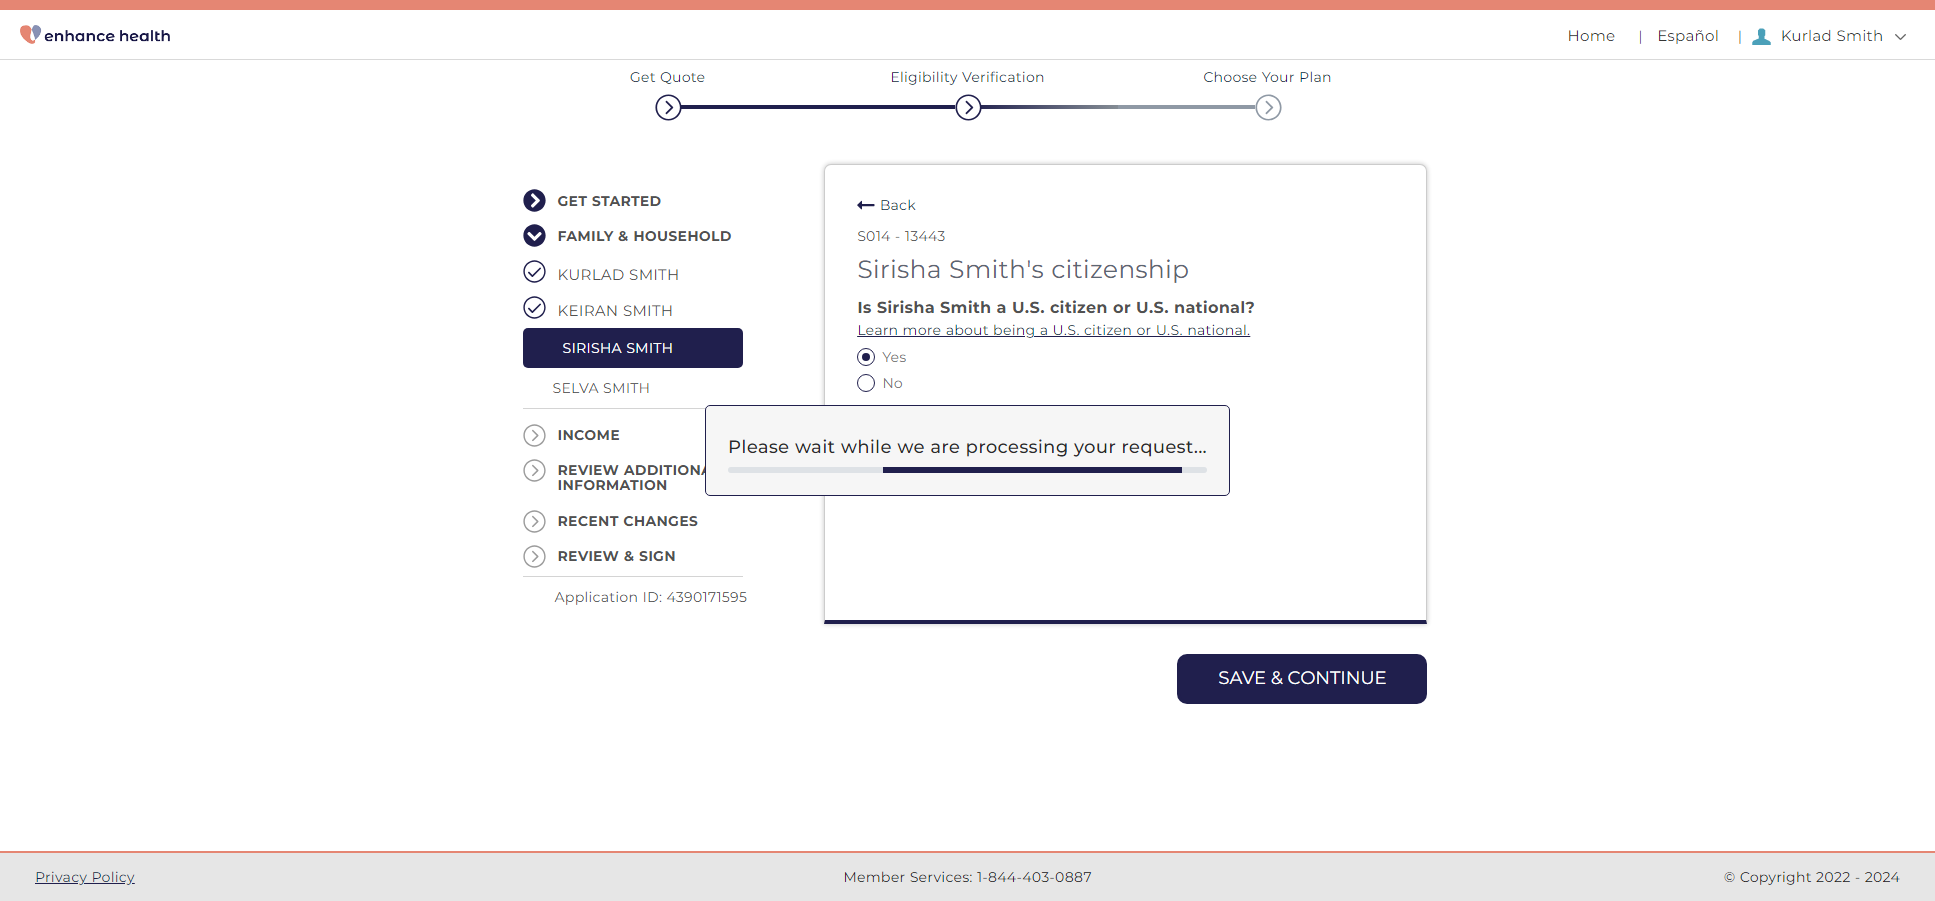 enhance health
Home | Español | Kurlad Smith
Get Quote
Eligibility Verification
Choose Your Plan
GET STARTED
FAMILY & HOUSEHOLD
KURLAD SMITH
KEIRAN SMITH
SIRISHA SMITH
SELVA SMITH
INCOME
REVIEW ADDITIONA
INFORMATION
RECENT CHANGES
REVIEW & SIGN
Application ID: 4390171595
Back
S014 - 13443
Sirisha Smith's citizenship
Is Sirisha Smith a U.S. citizen or U.S. national?
Learn more about being a U.S. citizen or U.S. national.
Yes
No
Please wait while we are processing your request...
SAVE & CONTINUE
Privacy Policy
Member Services: 1-844-403-0887
© Copyright 2022 - 2024